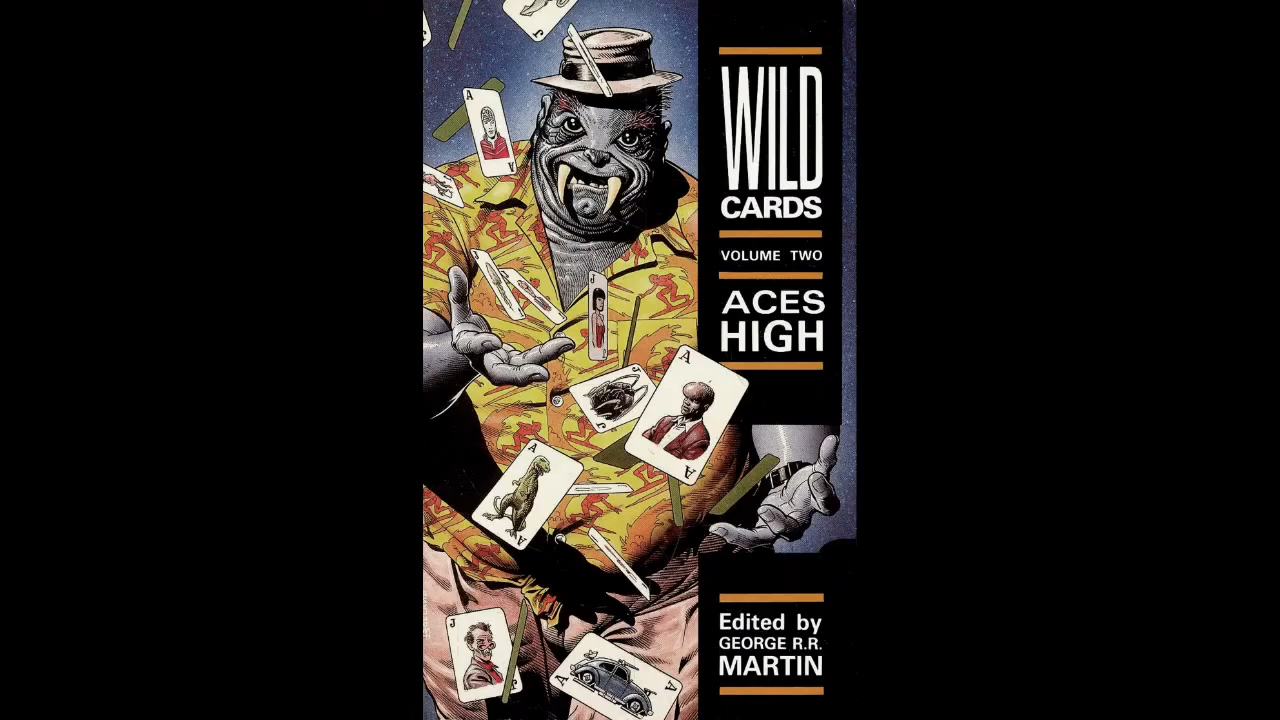 WILD
CARDS
VOLUME TWO
ACES
HIGH
Edited by
GEORGE R.R.
MARTIN
J
A
A
J
J
J
A
A
A
A
J
J
A
A